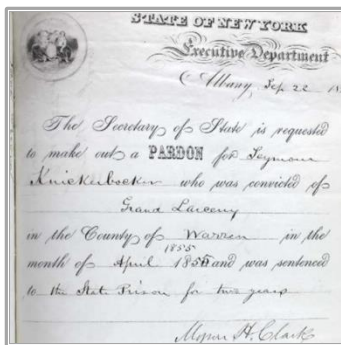 STATE OF NEW YORK
Executive Department
Albany, Sep 22 18
The Secretary of State is requested
to make out a PARDON for Seymour
Knickerbocker who was convicted of
Grand Larceny
in the County of Warren in the
1855
month of April and was sentenced
to the State Prison for two years
Myron H. Clark